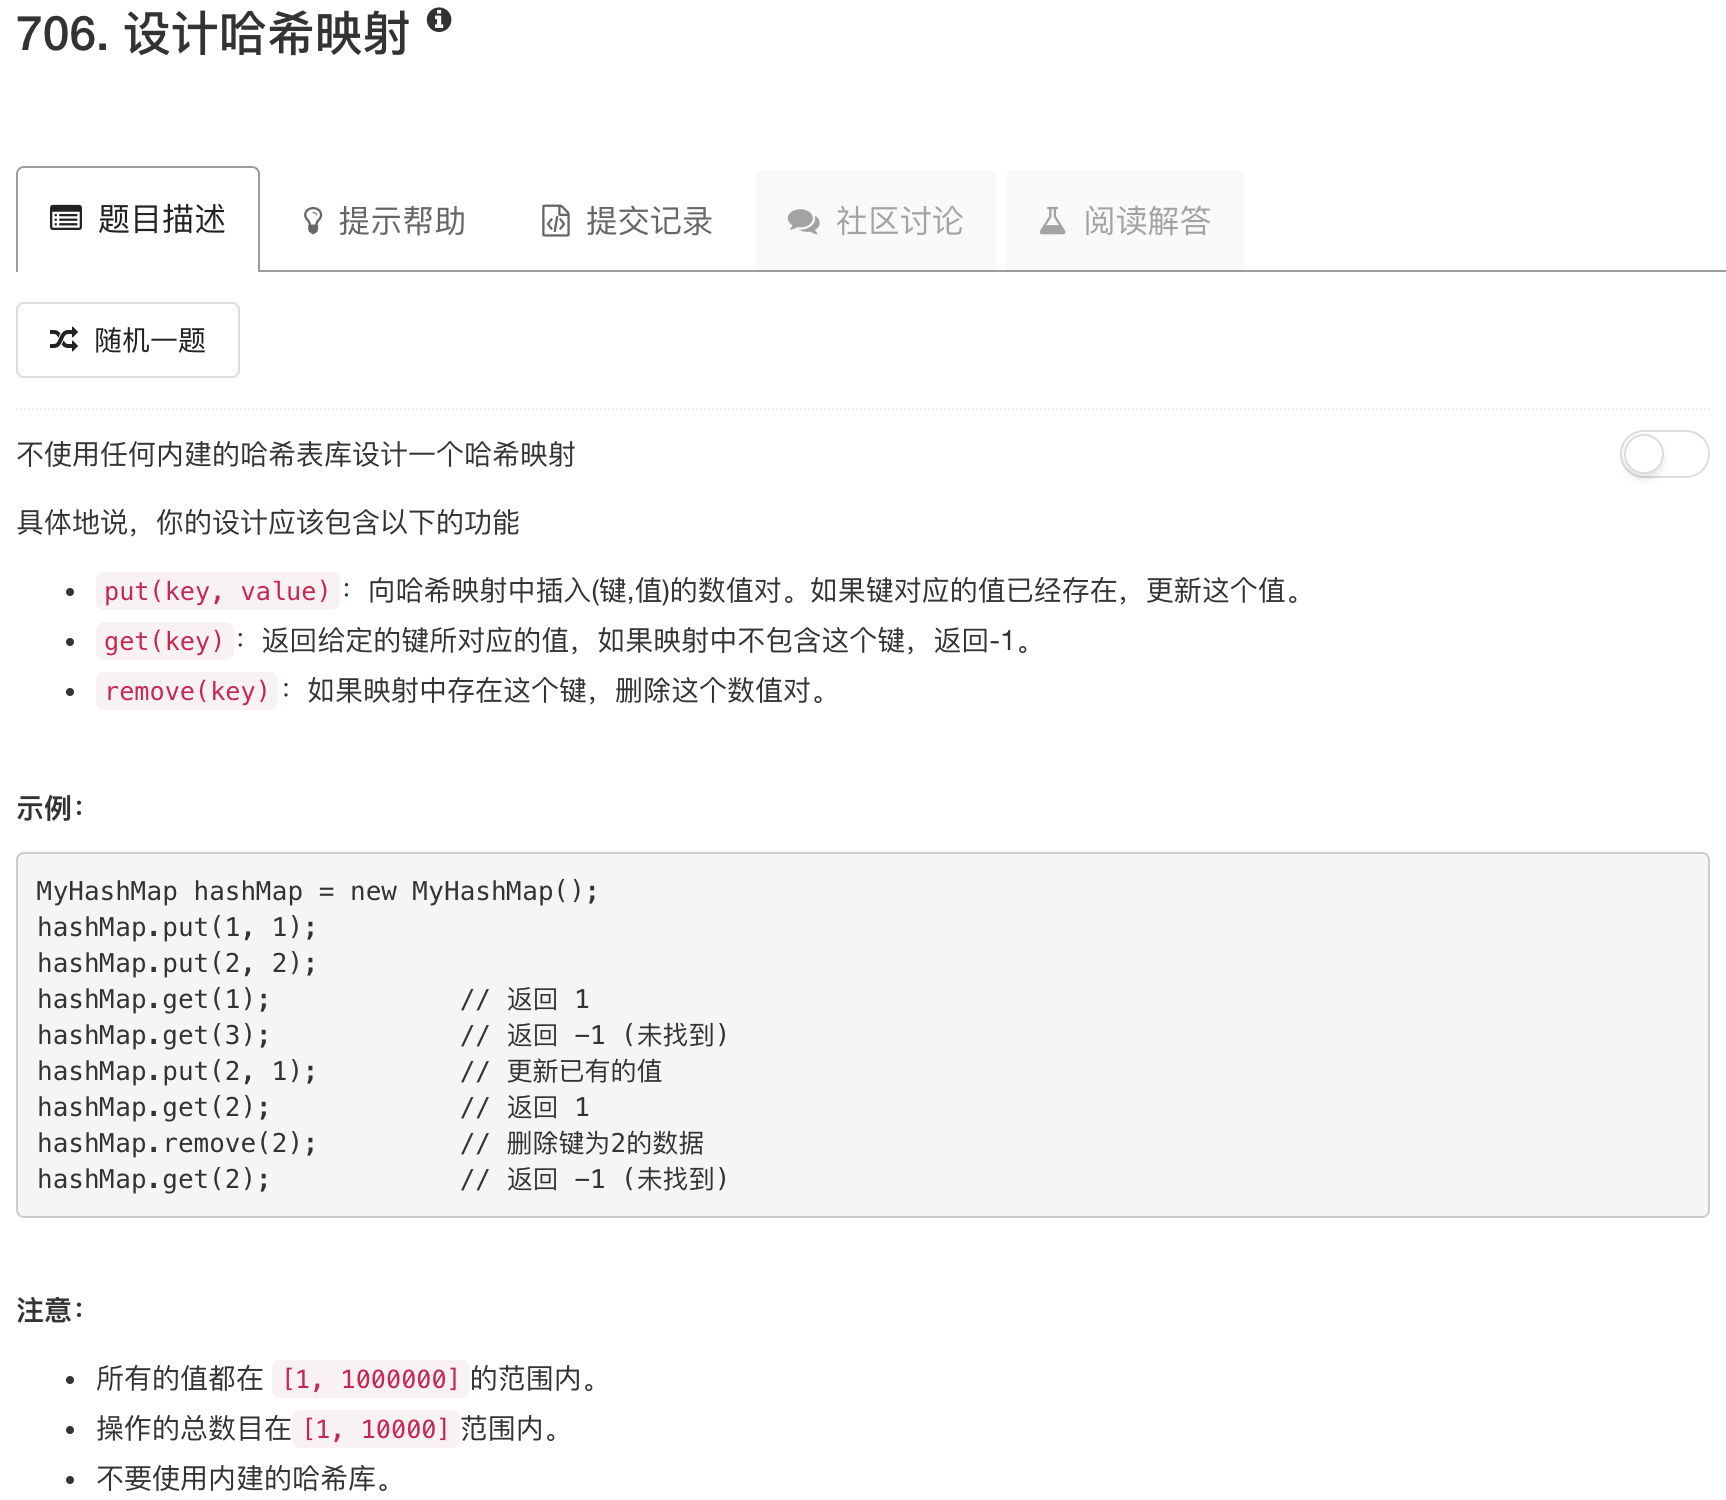 706. 设计哈希映射
题目描述 提示帮助 提交记录 社区讨论 阅读解答
随机一题
不使用任何内建的哈希表库设计一个哈希映射
具体地说，你的设计应该包含以下的功能
• put(key, value)：向哈希映射中插入(键,值)的数值对。如果键对应的值已经存在，更新这个值。
• get(key)：返回给定的键所对应的值，如果映射中不包含这个键，返回-1。
• remove(key)：如果映射中存在这个键，删除这个数值对。
示例：
MyHashMap hashMap = new MyHashMap();
hashMap.put(1, 1);
hashMap.put(2, 2);
hashMap.get(1);            // 返回 1
hashMap.get(3);            // 返回 -1 (未找到)
hashMap.put(2, 1);         // 更新已有的值
hashMap.get(2);            // 返回 1
hashMap.remove(2);         // 删除键为2的数据
hashMap.get(2);            // 返回 -1 (未找到)
注意：
• 所有的值都在 [1, 1000000]的范围内。
• 操作的总数目在[1, 10000]范围内。
• 不要使用内建的哈希库。